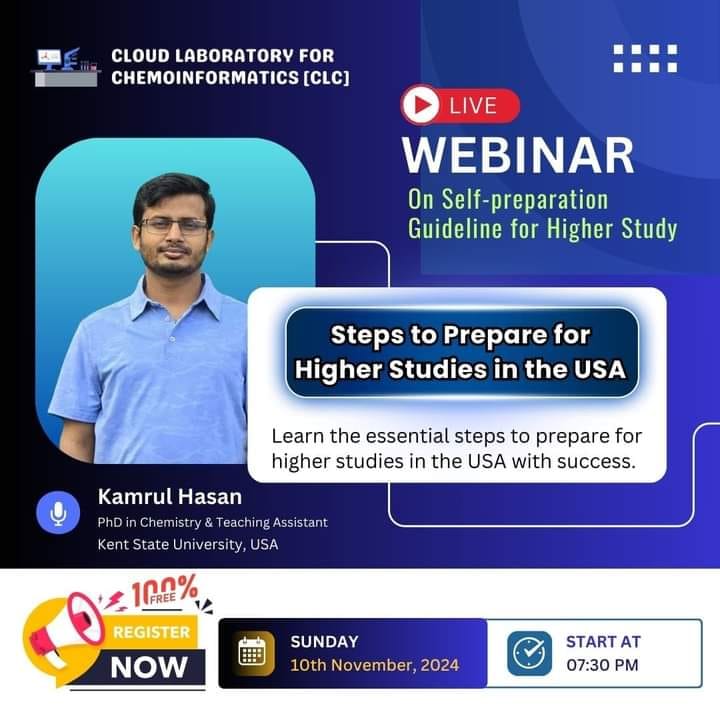 CLOUD LABORATORY FOR
CHEMOINFORMATICS [CLC]
LIVE
WEBINAR
On Self-preparation
Guideline for Higher Study
Steps to Prepare for
Higher Studies in the USA
Learn the essential steps to prepare for
higher studies in the USA with success.
Kamrul Hasan
PhD in Chemistry & Teaching Assistant
Kent State University, USA
100%
FREE
REGISTER
NOW
SUNDAY
10th November, 2024
START AT
07:30 PM